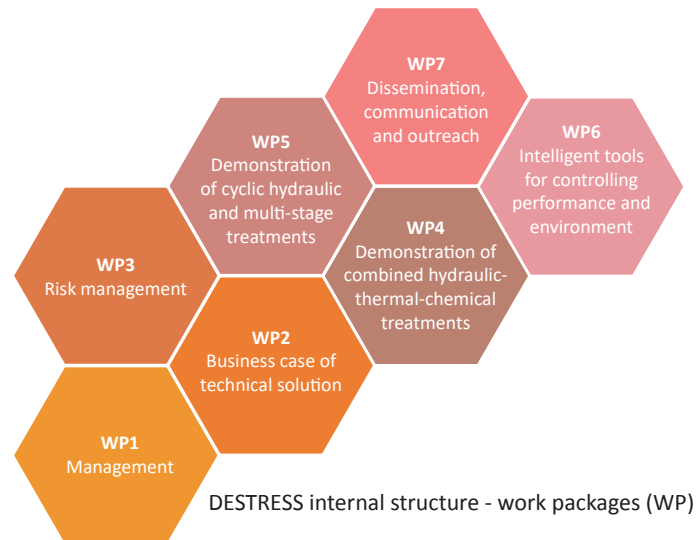 WP7
Dissemination,
communication
and outreach
WP5
Demonstration
of cyclic hydraulic
and multi-stage
treatments
WP6
Intelligent tools
for controlling
performance and
environment
WP4
Demonstration of
combined hydraulic-
thermal-chemical
treatments
WP3
Risk management
WP2
Business case of
technical solution
WP1
Management
DESTRESS internal structure - work packages (WP)